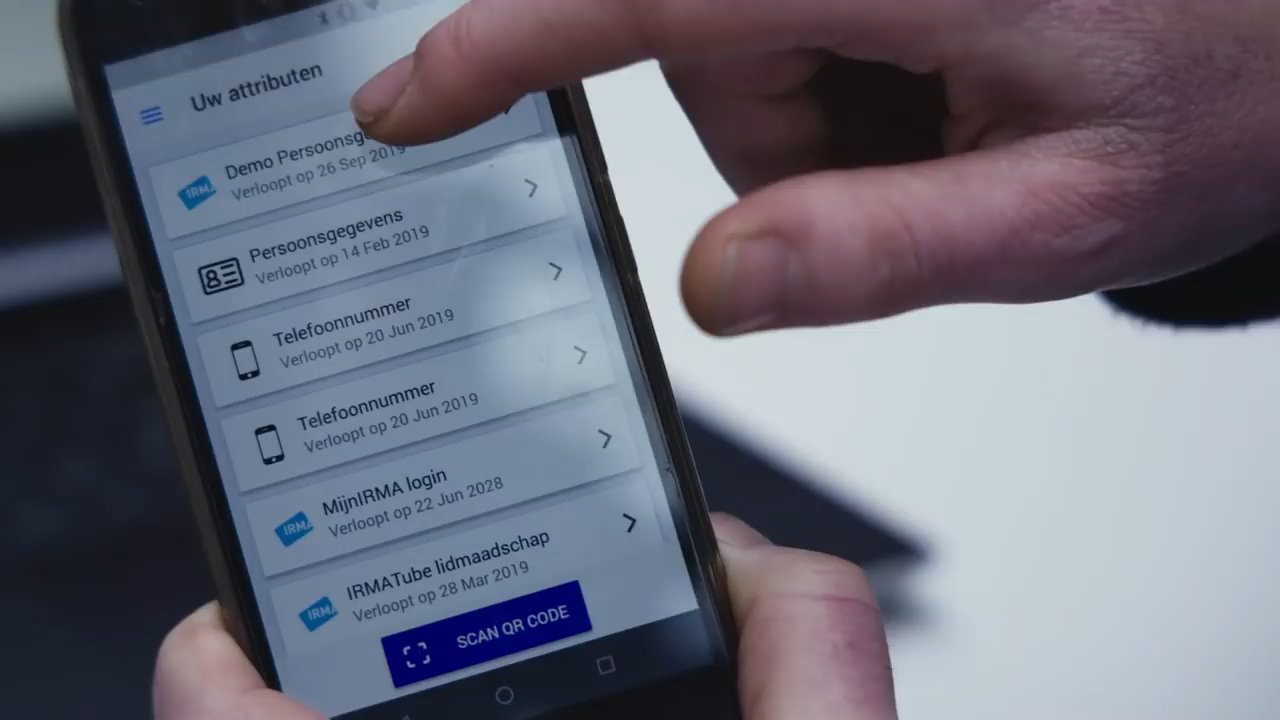 Uw attributen
Demo Persoonsge
Verloopt op 26 Sep 2019
IRMA
Persoonsgegevens
Verloopt op 14 Feb 2019
Telefoonnummer
Verloopt op 20 Jun 2019
Telefoonnummer
Verloopt op 20 Jun 2019
MijnIRMA login
Verloopt op 22 Jun 2028
IRMA
IRMATube lidmaadschap
Verloopt op 28 Mar 2019
IRMA
SCAN QR CODE